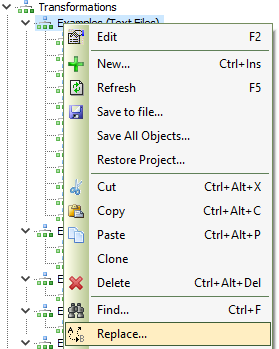 Transformations
Examples (Text Files)
Edit F2
New... Ctrl+Ins
Refresh F5
Save to file...
Save All Objects...
Restore Project...
Cut Ctrl+Alt+X
Copy Ctrl+Alt+C
Paste Ctrl+Alt+P
Clone
Delete Ctrl+Alt+Del
Find... Ctrl+F
Replace...